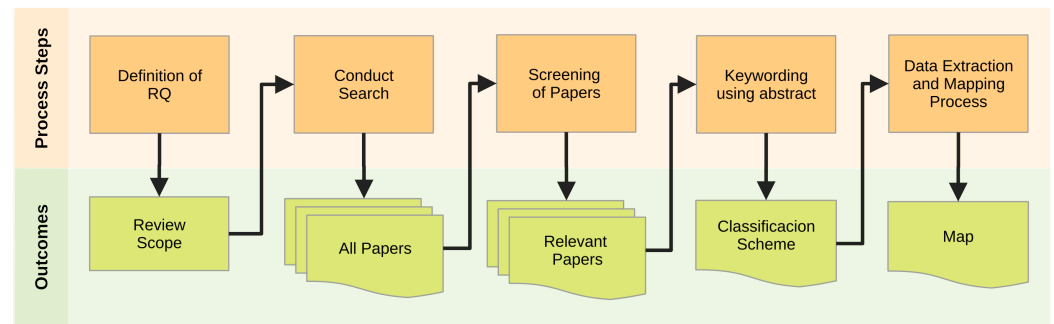 Process Steps
Definition of
RQ
Conduct
Search
Screening
of Papers
Keywording
using abstract
Data Extraction
and Mapping
Process
Outcomes
Review
Scope
All Papers
Relevant
Papers
Classificacion
Scheme
Map